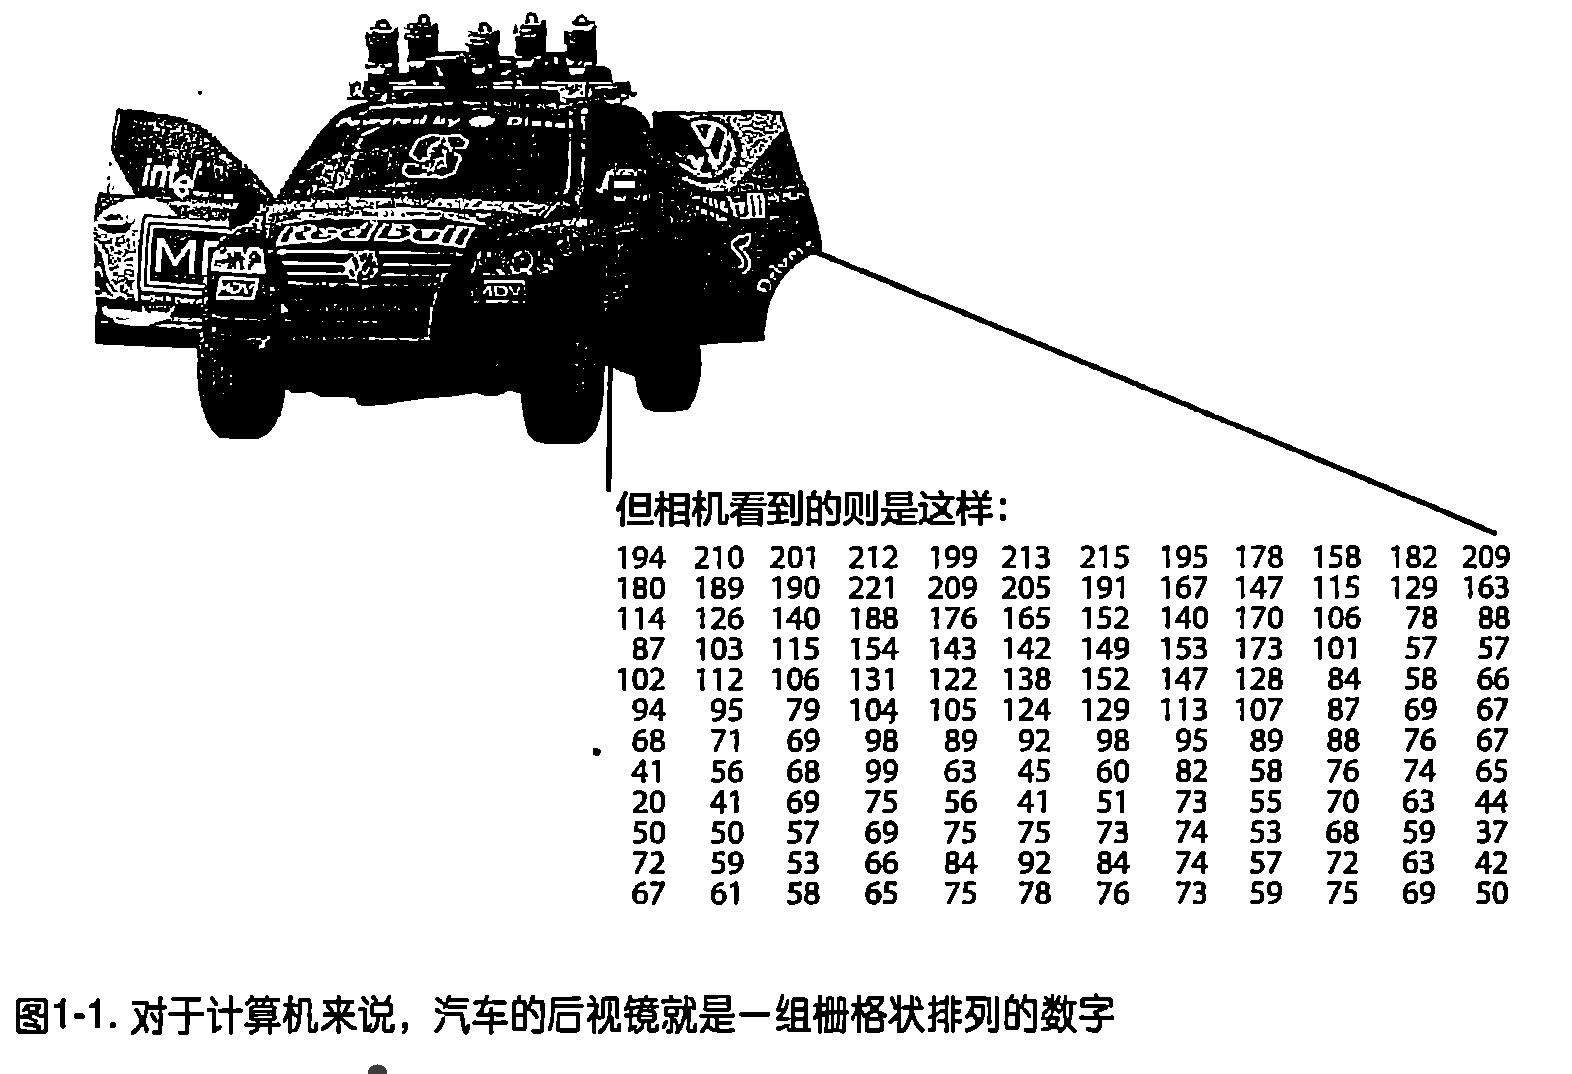 Powered by Diesel
intel
Red Bull
MDV
MDV
Driver
但相机看到的则是这样：
194 210 201 212 199 213 215 195 178 158 182 209
180 189 190 221 209 205 191 167 147 115 129 163
114 126 140 188 176 165 152 140 170 106 78 88
87 103 115 154 143 142 149 153 173 101 57 57
102 112 106 131 122 138 152 147 128 84 58 66
94 95 79 104 105 124 129 113 107 87 69 67
68 71 69 98 89 92 98 95 89 88 76 67
41 56 68 99 63 45 60 82 58 76 74 65
20 41 69 75 56 41 51 73 55 70 63 44
50 50 57 69 75 75 73 74 53 68 59 37
72 59 53 66 84 92 84 74 57 72 63 42
67 61 58 65 75 78 76 73 59 75 69 50
图1-1. 对于计算机来说，汽车的后视镜就是一组栅格状排列的数字